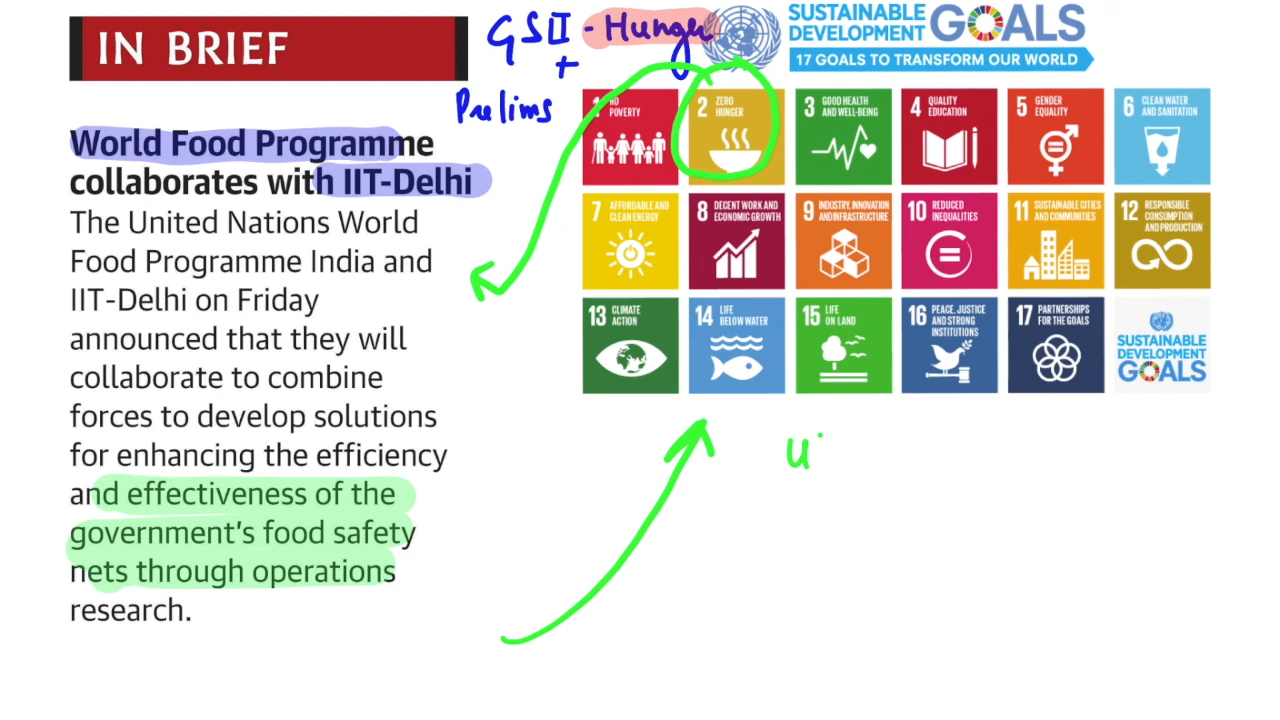 IN BRIEF
World Food Programme
collaborates with IIT-Delhi
The United Nations World
Food Programme India and
IIT-Delhi on Friday
announced that they will
collaborate to combine
forces to develop solutions
for enhancing the efficiency
and effectiveness of the
government's food safety
nets through operations
research.
GS II - Hunger
+
Prelims
SUSTAINABLE
DEVELOPMENT
GOALS
17 GOALS TO TRANSFORM OUR WORLD
1 NO
POVERTY
2 ZERO
HUNGER
3 GOOD HEALTH
AND WELL-BEING
4 QUALITY
EDUCATION
5 GENDER
EQUALITY
6 CLEAN WATER
AND SANITATION
7 AFFORDABLE AND
CLEAN ENERGY
8 DECENT WORK AND
ECONOMIC GROWTH
9 INDUSTRY, INNOVATION
AND INFRASTRUCTURE
10 REDUCED
INEQUALITIES
11 SUSTAINABLE CITIES
AND COMMUNITIES
12 RESPONSIBLE
CONSUMPTION
AND PRODUCTION
13 CLIMATE
ACTION
14 LIFE
BELOW WATER
15 LIFE
ON LAND
16 PEACE, JUSTICE
AND STRONG
INSTITUTIONS
17 PARTNERSHIPS
FOR THE GOALS
SUSTAINABLE
DEVELOPMENT
GOALS